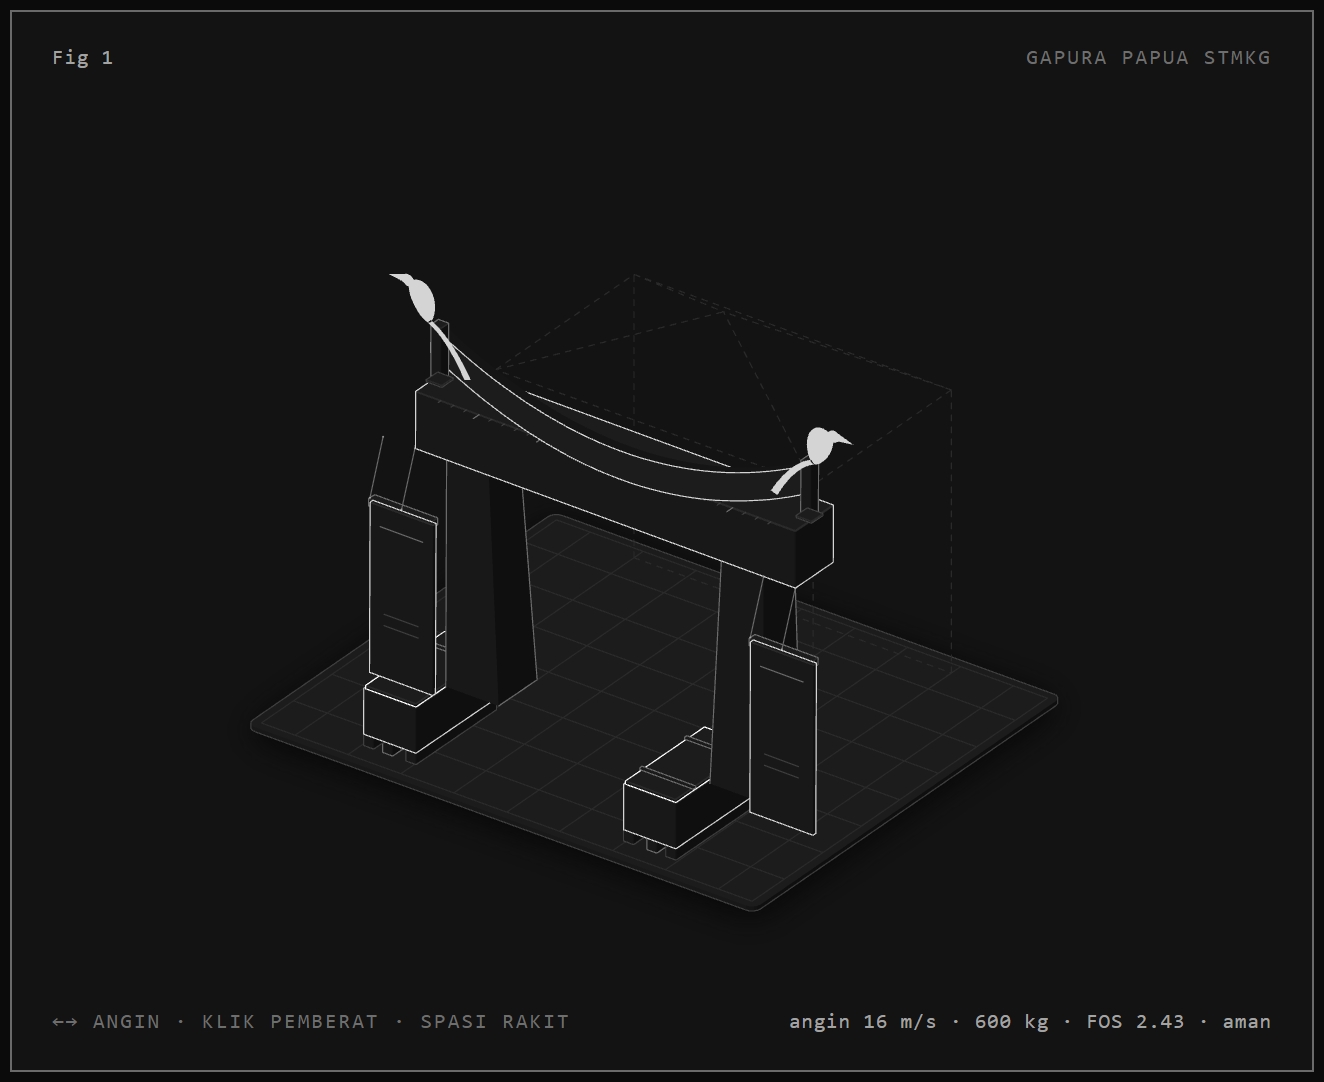 Fig 1
GAPURA PAPUA STMKG
←→ ANGIN · KLIK PEMBERAT · SPASI RAKIT
angin 16 m/s · 600 kg · FOS 2.43 · aman